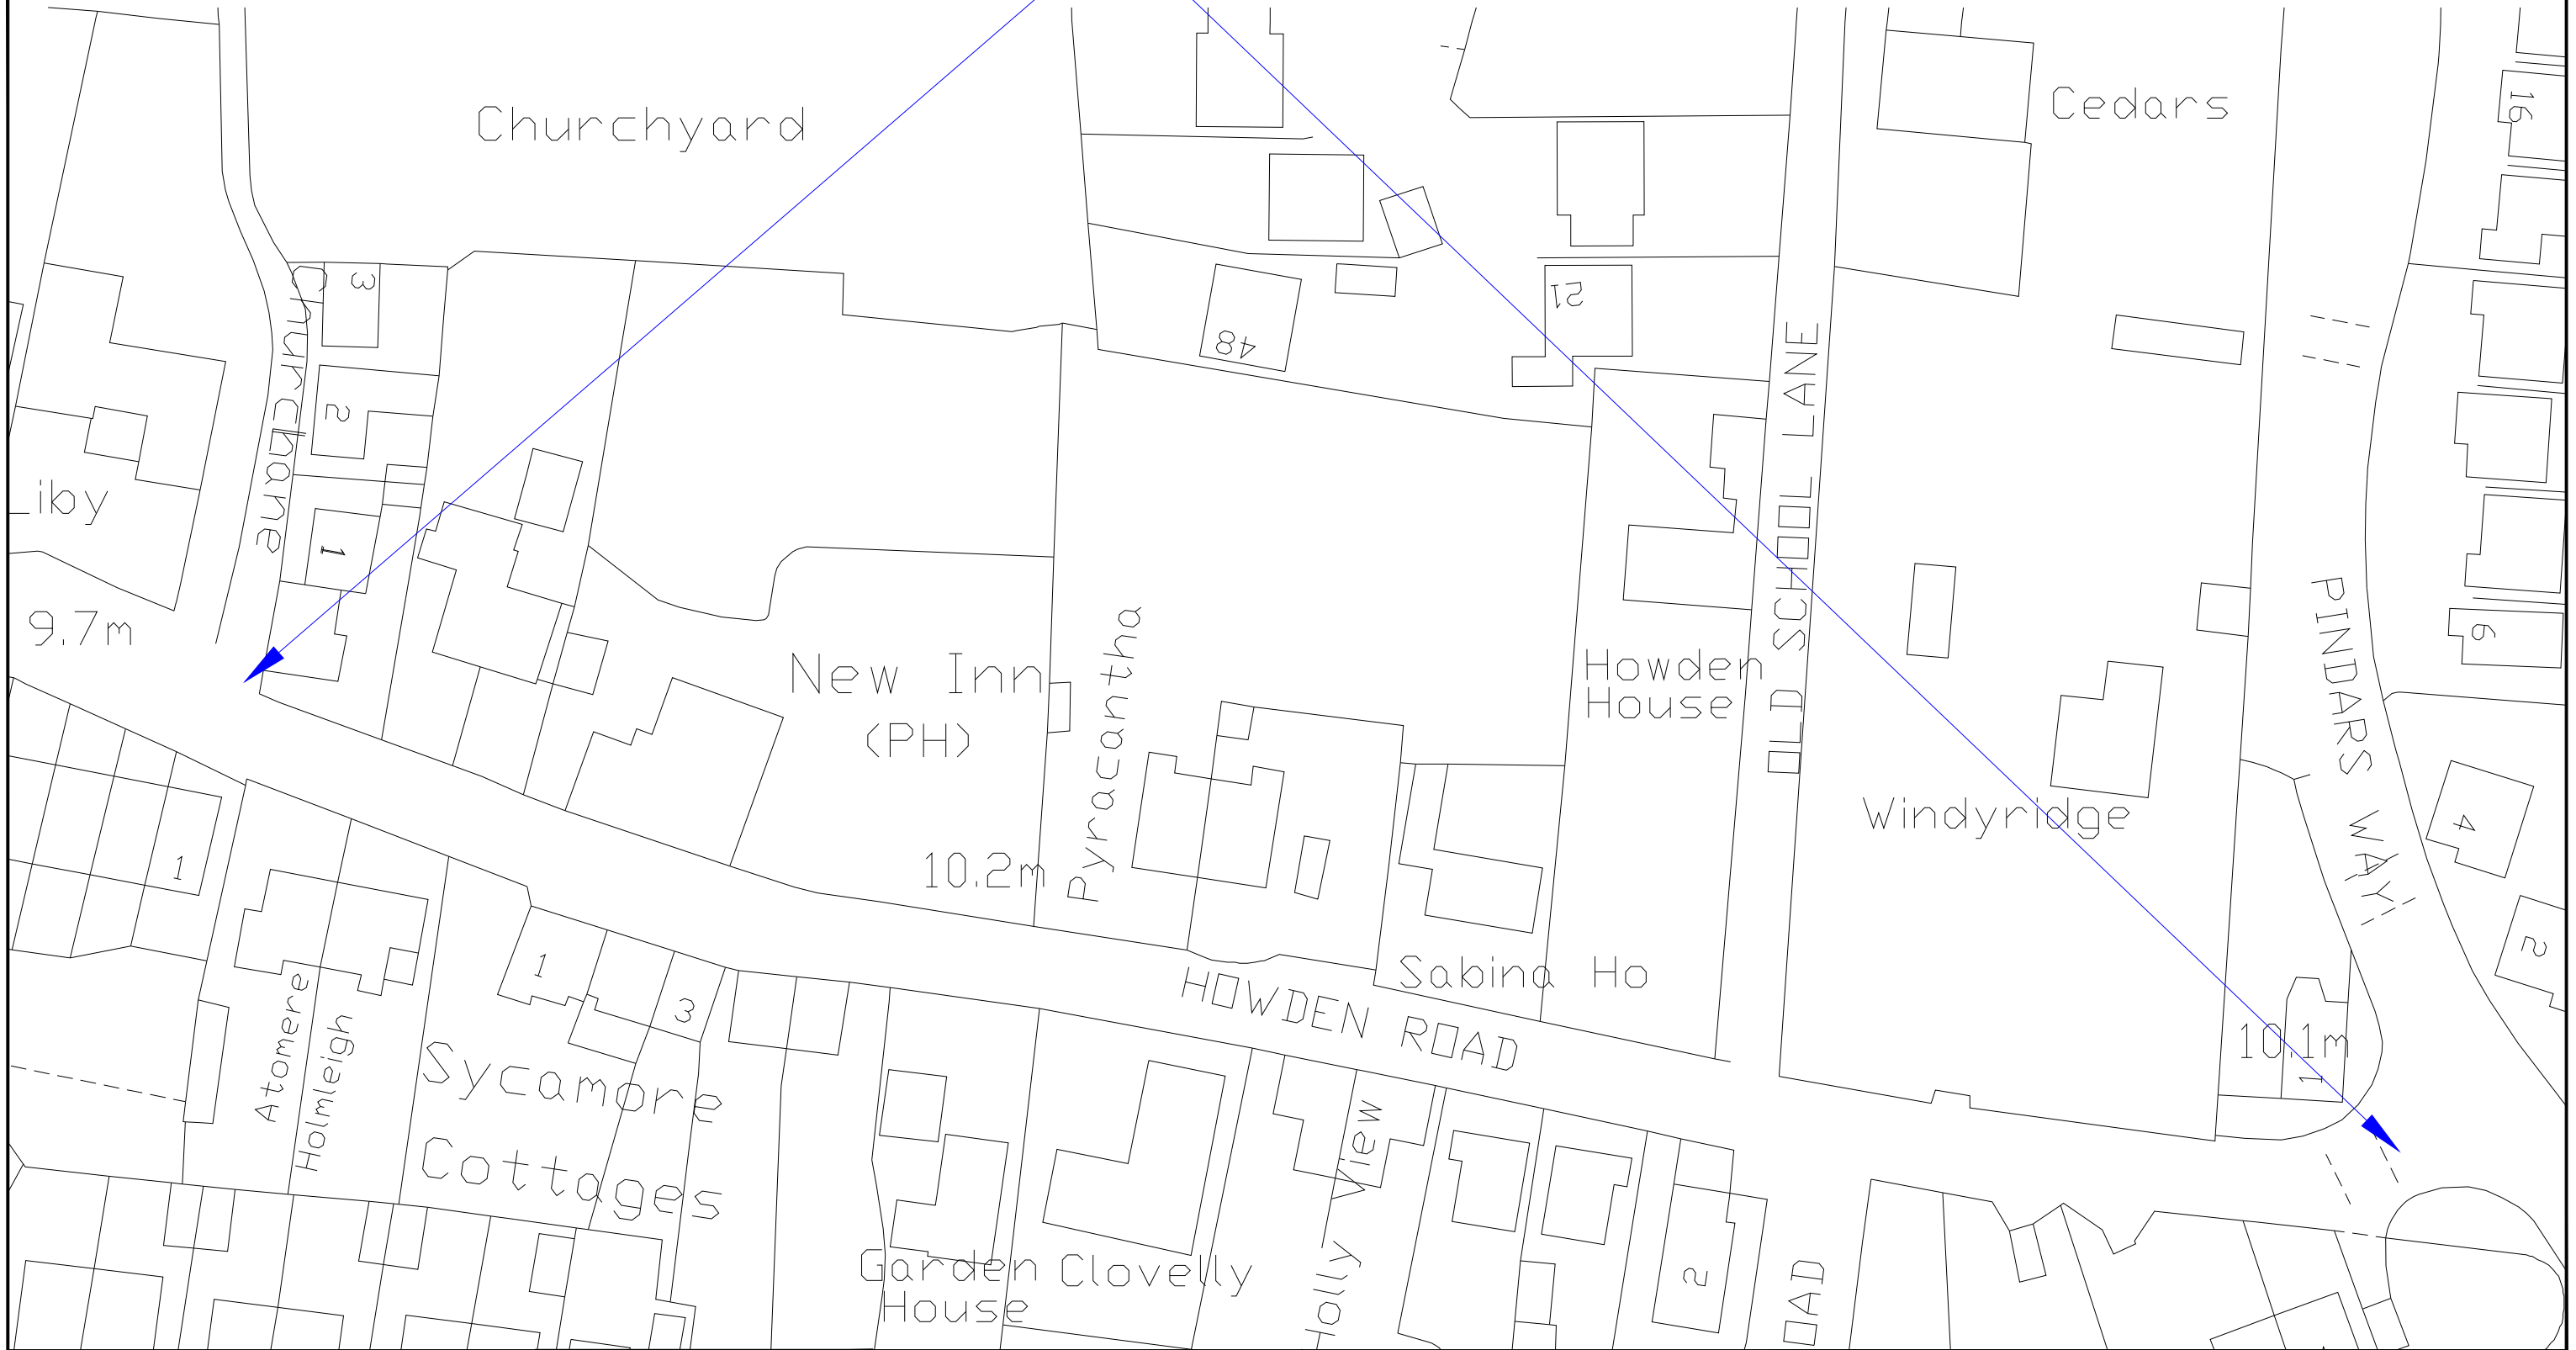 Churchyard
Cedars
16
3
21
48
Church Lane
2
OLD SCHOOL LANE
iby
1
9.7m
6
PINDARS WAY
New Inn
(PH)
Pyracantha
Howden
House
Windyridge
4
1
10.2m
2
1
3
Sabina Ho
HOWDEN ROAD
10.1m
1
Atomere
Holmleigh
Sycamore
Cottages
Holly View
Garden
House
Clovelly
2
OAD